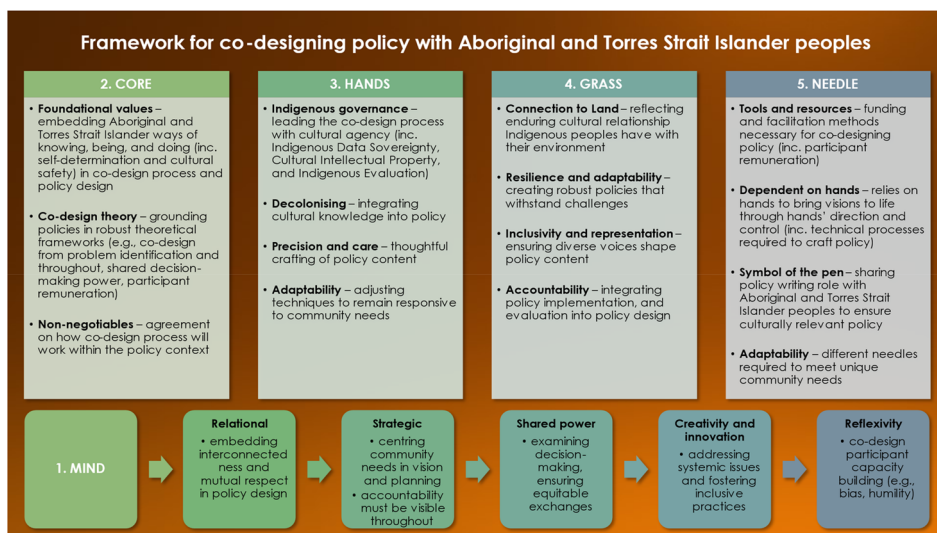 Framework for co-designing policy with Aboriginal and Torres Strait Islander peoples
2. CORE
• Foundational values –
embedding Aboriginal and
Torres Strait Islander ways of
knowing, being, and doing (inc.
self-determination and cultural
safety) in co-design process and
policy design
• Co-design theory – grounding
policies in robust theoretical
frameworks (e.g., co-design
from problem identification and
throughout, shared decision-
making power, participant
remuneration)
• Non-negotiables – agreement
on how co-design process will
work within the policy context
3. HANDS
• Indigenous governance –
leading the co-design process
with cultural agency (inc.
Indigenous Data Sovereignty,
Cultural Intellectual Property,
and Indigenous Evaluation)
• Decolonising – integrating
cultural knowledge into policy
• Precision and care – thoughtful
crafting of policy content
• Adaptability – adjusting
techniques to remain responsive
to community needs
4. GRASS
• Connection to Land – reflecting
enduring cultural relationship
Indigenous peoples have with
their environment
• Resilience and adaptability –
creating robust policies that
withstand challenges
• Inclusivity and representation –
ensuring diverse voices shape
policy content
• Accountability – integrating
policy implementation, and
evaluation into policy design
5. NEEDLE
• Tools and resources – funding
and facilitation methods
necessary for co-designing
policy (inc. participant
remuneration)
• Dependent on hands – relies on
hands to bring visions to life
through hands' direction and
control (inc. technical processes
required to craft policy)
• Symbol of the pen – sharing
policy writing role with
Aboriginal and Torres Strait
Islander peoples to ensure
culturally relevant policy
• Adaptability – different needles
required to meet unique
community needs
1. MIND
Relational
• embedding
interconnected
ness and
mutual respect
in policy design
Strategic
• centring
community
needs in vision
and planning
• accountability
must be visible
throughout
Shared power
• examining
decision-
making,
ensuring
equitable
exchanges
Creativity and
innovation
• addressing
systemic issues
and fostering
inclusive
practices
Reflexivity
• co-design
participant
capacity
building (e.g.,
bias, humility)